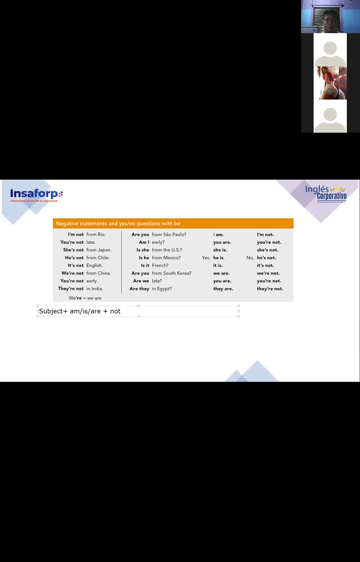 Insaforp
Inglés
Corporativo
Negative statements and yes/no questions with be
I'm not from Rio. Are you from São Paulo? I am. I'm not.
You're not late. Am I early? you are. you're not.
She's not from Japan. Is she from the U.S.? she is. she's not.
He's not from Chile. Is he from Mexico? Yes, he is. No, he's not.
It's not English. Is it French? it is. it's not.
We're not from China. Are you from South Korea? we are. we're not.
You're not early. Are we late? you are. you're not.
They're not in India. Are they in Egypt? they are. they're not.
We're = we are
Subject+ am/is/are + not